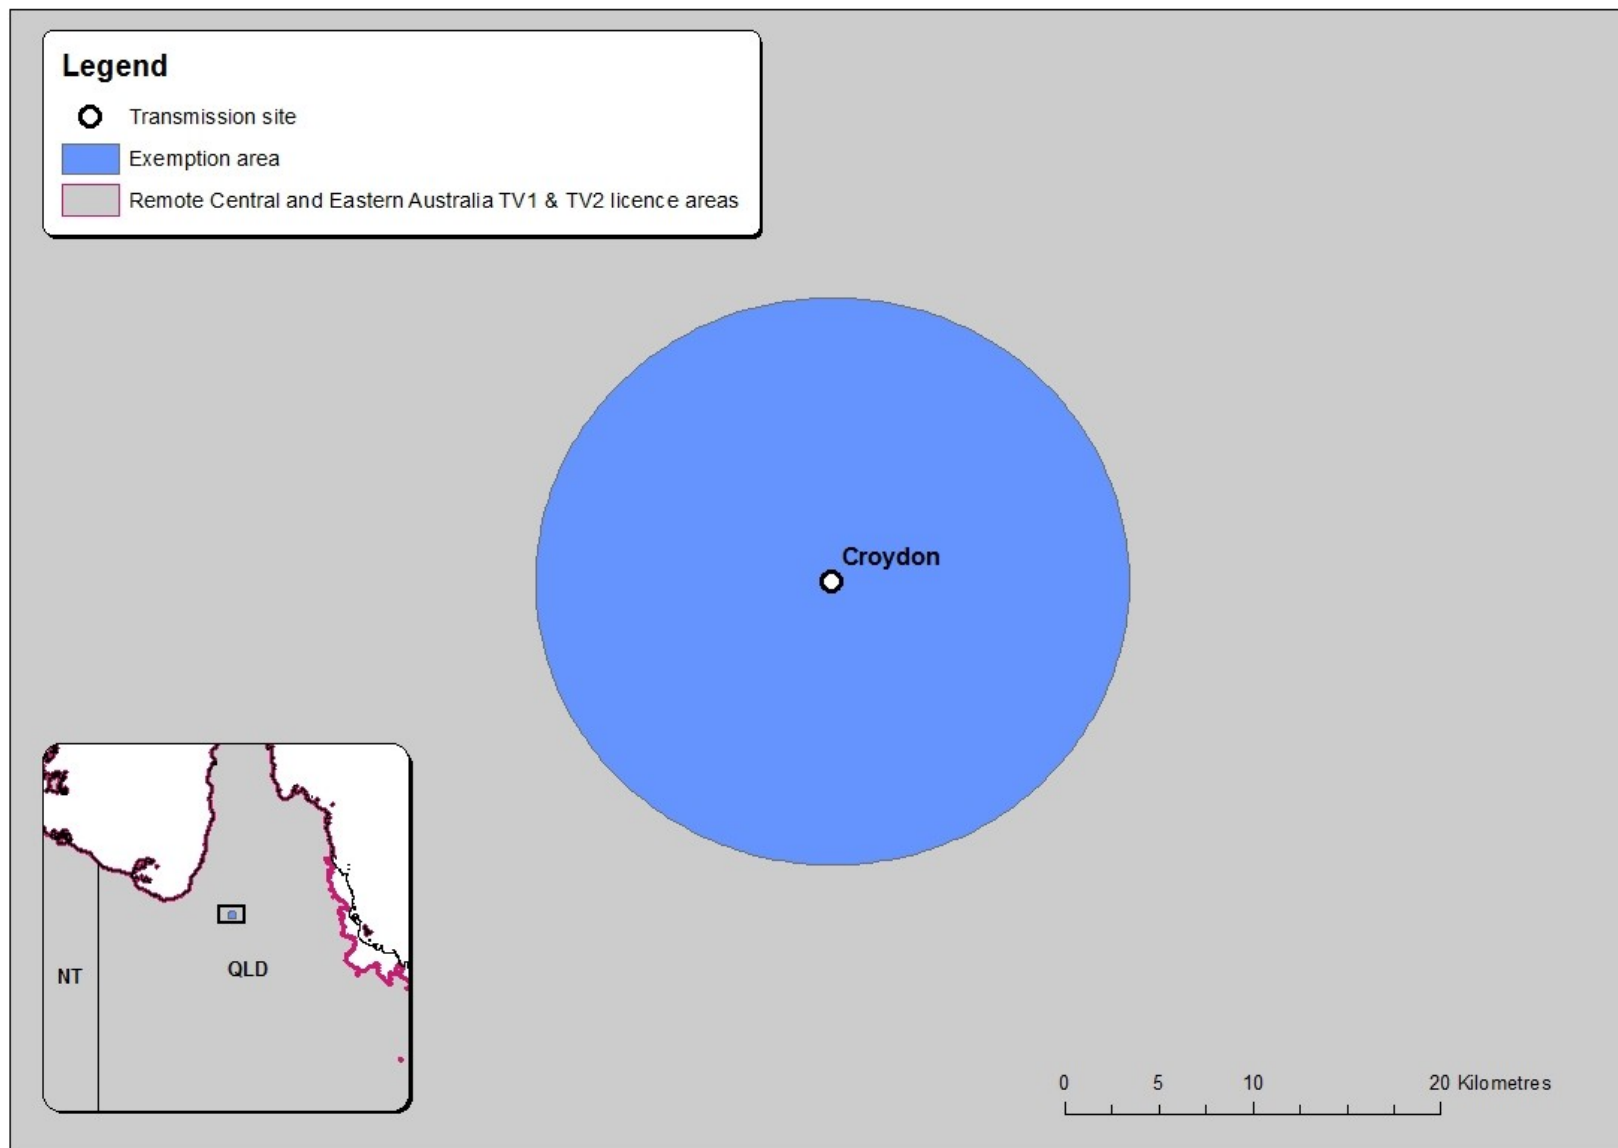 Legend
Transmission site
Exemption area
Remote Central and Eastern Australia TV1 & TV2 licence areas
Croydon
NT
QLD
0 5 10 20 Kilometres